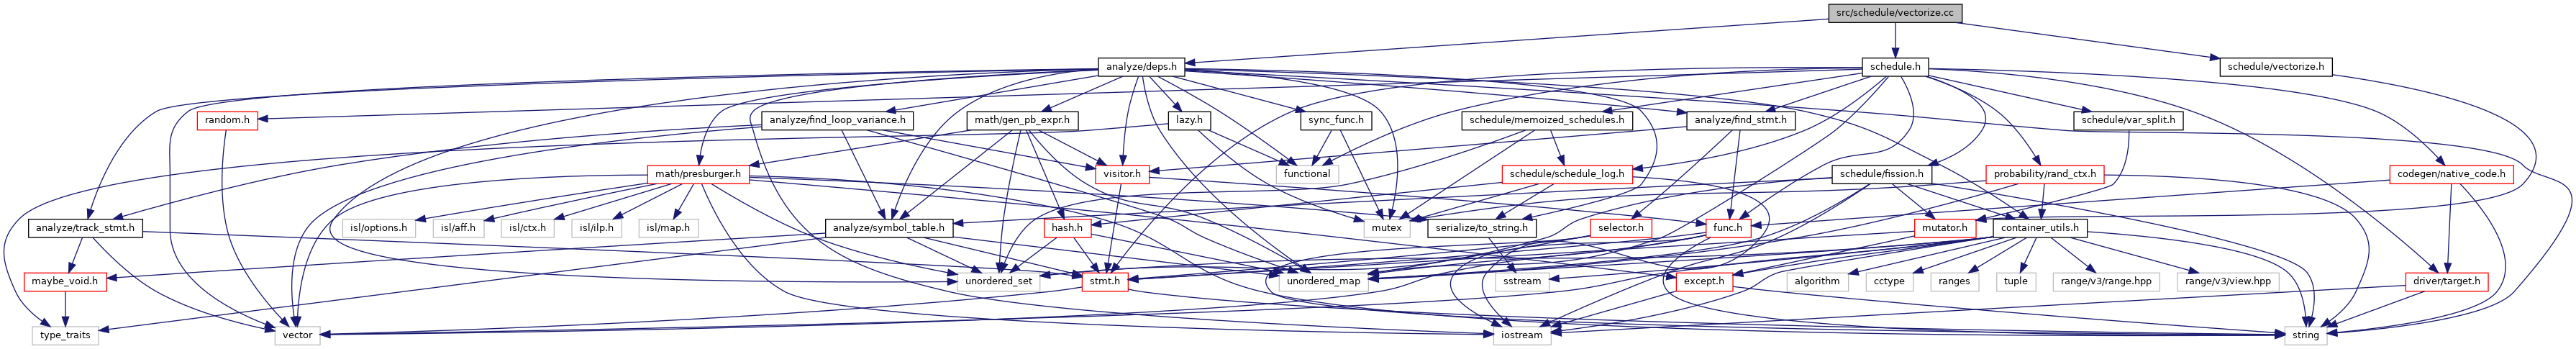 src/schedule/vectorize.cc
analyze/deps.h
schedule.h
schedule/vectorize.h
random.h
analyze/find_loop_variance.h
math/gen_pb_expr.h
lazy.h
sync_func.h
schedule/memoized_schedules.h
analyze/find_stmt.h
schedule/var_split.h
math/presburger.h
visitor.h
functional
schedule/schedule_log.h
schedule/fission.h
probability/rand_ctx.h
codegen/native_code.h
analyze/track_stmt.h
isl/options.h
isl/aff.h
isl/ctx.h
isl/ilp.h
isl/map.h
analyze/symbol_table.h
hash.h
mutex
serialize/to_string.h
selector.h
func.h
mutator.h
container_utils.h
maybe_void.h
unordered_set
stmt.h
unordered_map
sstream
except.h
algorithm
cctype
ranges
tuple
range/v3/range.hpp
range/v3/view.hpp
driver/target.h
type_traits
vector
iostream
string